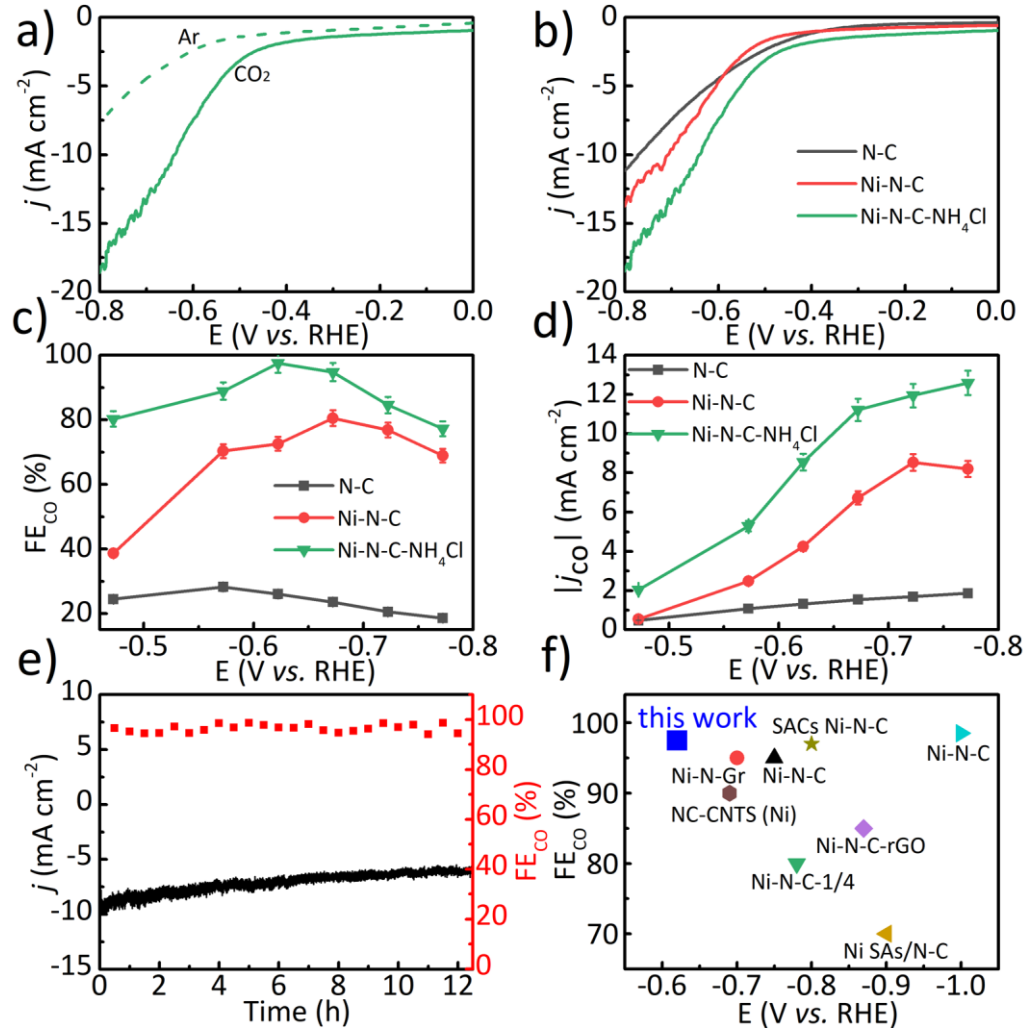 a)
0
-5
-10
-15
-20
j (mA cm⁻²)
Ar
CO₂
-0.8 -0.6 -0.4 -0.2 0.0
E (V vs. RHE)
b)
0
-5
-10
-15
-20
j (mA cm⁻²)
N-C
Ni-N-C
Ni-N-C-NH₄Cl
-0.8 -0.6 -0.4 -0.2 0.0
E (V vs. RHE)
c)
100
80
60
40
20
FE_CO (%)
N-C
Ni-N-C
Ni-N-C-NH₄Cl
-0.5 -0.6 -0.7 -0.8
E (V vs. RHE)
d)
14
12
10
8
6
4
2
0
|j_CO| (mA cm⁻²)
N-C
Ni-N-C
Ni-N-C-NH₄Cl
-0.5 -0.6 -0.7 -0.8
E (V vs. RHE)
e)
10
5
0
-5
-10
-15
j (mA cm⁻²)
100
80
60
40
20
0
FE_CO (%)
0 2 4 6 8 10 12
Time (h)
f)
100
90
80
70
FE_CO (%)
this work
SACs Ni-N-C
Ni-N-C
Ni-N-Gr
Ni-N-C
NC-CNTS (Ni)
Ni-N-C-rGO
Ni-N-C-1/4
Ni SAs/N-C
-0.6 -0.7 -0.8 -0.9 -1.0
E (V vs. RHE)